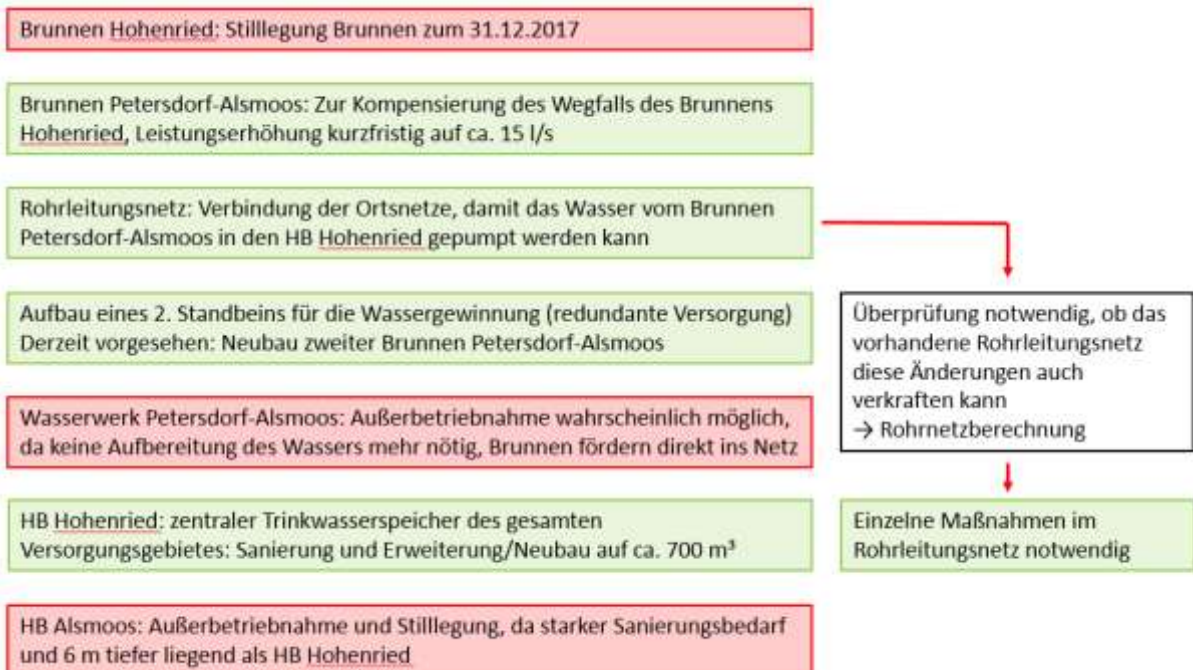 Brunnen Hohenried: Stilllegung Brunnen zum 31.12.2017
Brunnen Petersdorf-Alsmoos: Zur Kompensierung des Wegfalls des Brunnens
Hohenried, Leistungserhöhung kurzfristig auf ca. 15 l/s
Rohrleitungsnetz: Verbindung der Ortsnetze, damit das Wasser vom Brunnen
Petersdorf-Alsmoos in den HB Hohenried gepumpt werden kann
Aufbau eines 2. Standbeins für die Wassergewinnung (redundante Versorgung)
Derzeit vorgesehen: Neubau zweiter Brunnen Petersdorf-Alsmoos
Überprüfung notwendig, ob das
vorhandene Rohrleitungsnetz
diese Änderungen auch
verkraften kann
→ Rohrnetzberechnung
Wasserwerk Petersdorf-Alsmoos: Außerbetriebnahme wahrscheinlich möglich,
da keine Aufbereitung des Wassers mehr nötig, Brunnen fördern direkt ins Netz
HB Hohenried: zentraler Trinkwasserspeicher des gesamten
Versorgungsgebietes: Sanierung und Erweiterung/Neubau auf ca. 700 m³
Einzelne Maßnahmen im
Rohrleitungsnetz notwendig
HB Alsmoos: Außerbetriebnahme und Stilllegung, da starker Sanierungsbedarf
und 6 m tiefer liegend als HB Hohenried